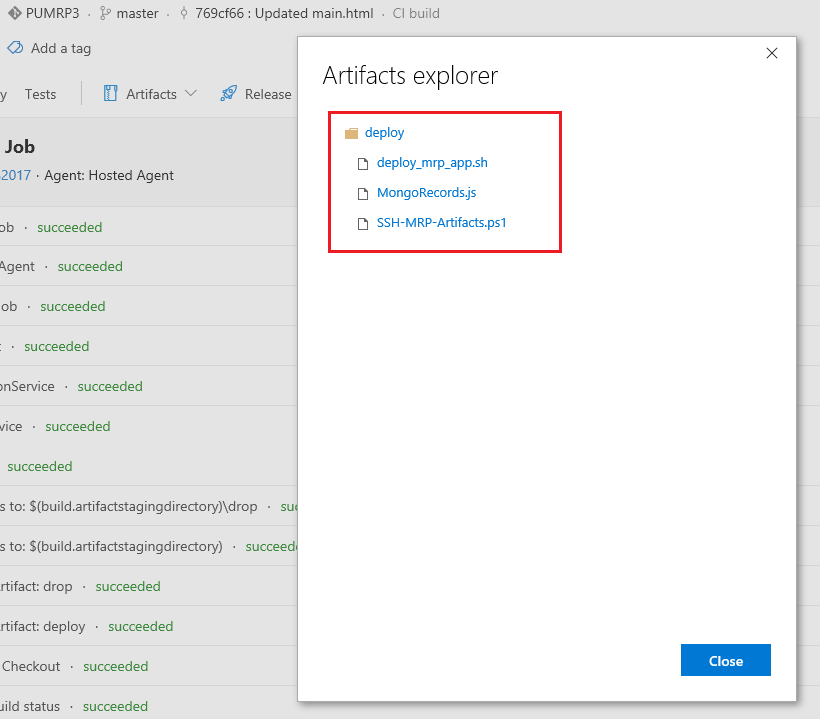 PUMRP3 · master · 769cf66 : Updated main.html · CI build
Add a tag
y Tests Artifacts Release
Artifacts explorer
deploy
deploy_mrp_app.sh
MongoRecords.js
SSH-MRP-Artifacts.ps1
Job
2017 · Agent: Hosted Agent
ob · succeeded
Agent · succeeded
ob · succeeded
· succeeded
onService · succeeded
vice · succeeded
succeeded
s to: $(build.artifactstagingdirectory)\drop · suc
s to: $(build.artifactstagingdirectory) · succeede
rtifact: drop · succeeded
rtifact: deploy · succeeded
Checkout · succeeded
uild status · succeeded
Close